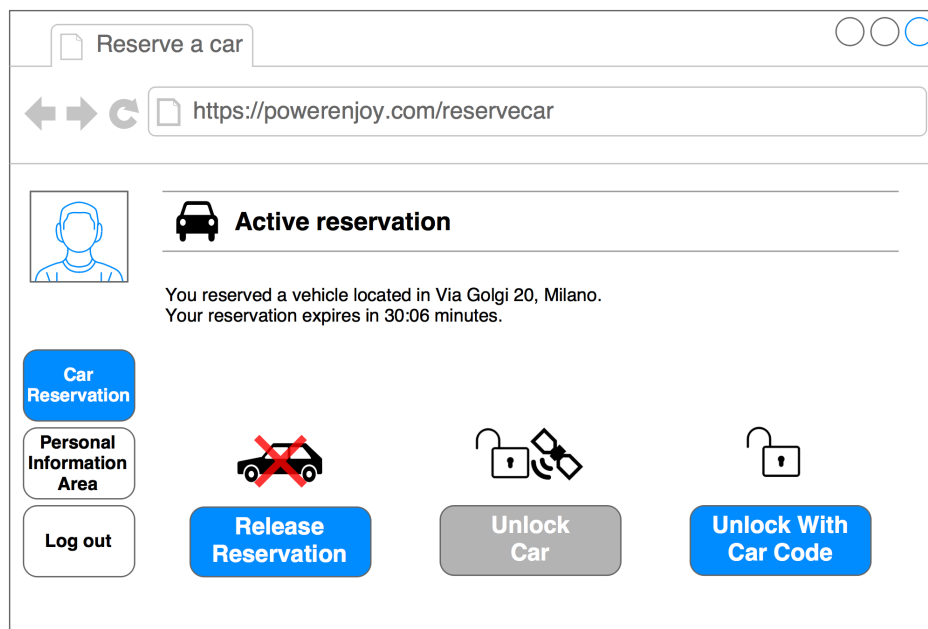 Reserve a car
https://powerenjoy.com/reservecar
Active reservation
You reserved a vehicle located in Via Golgi 20, Milano.
Your reservation expires in 30:06 minutes.
Car
Reservation
Personal
Information
Area
Log out
Release
Reservation
Unlock
Car
Unlock With
Car Code